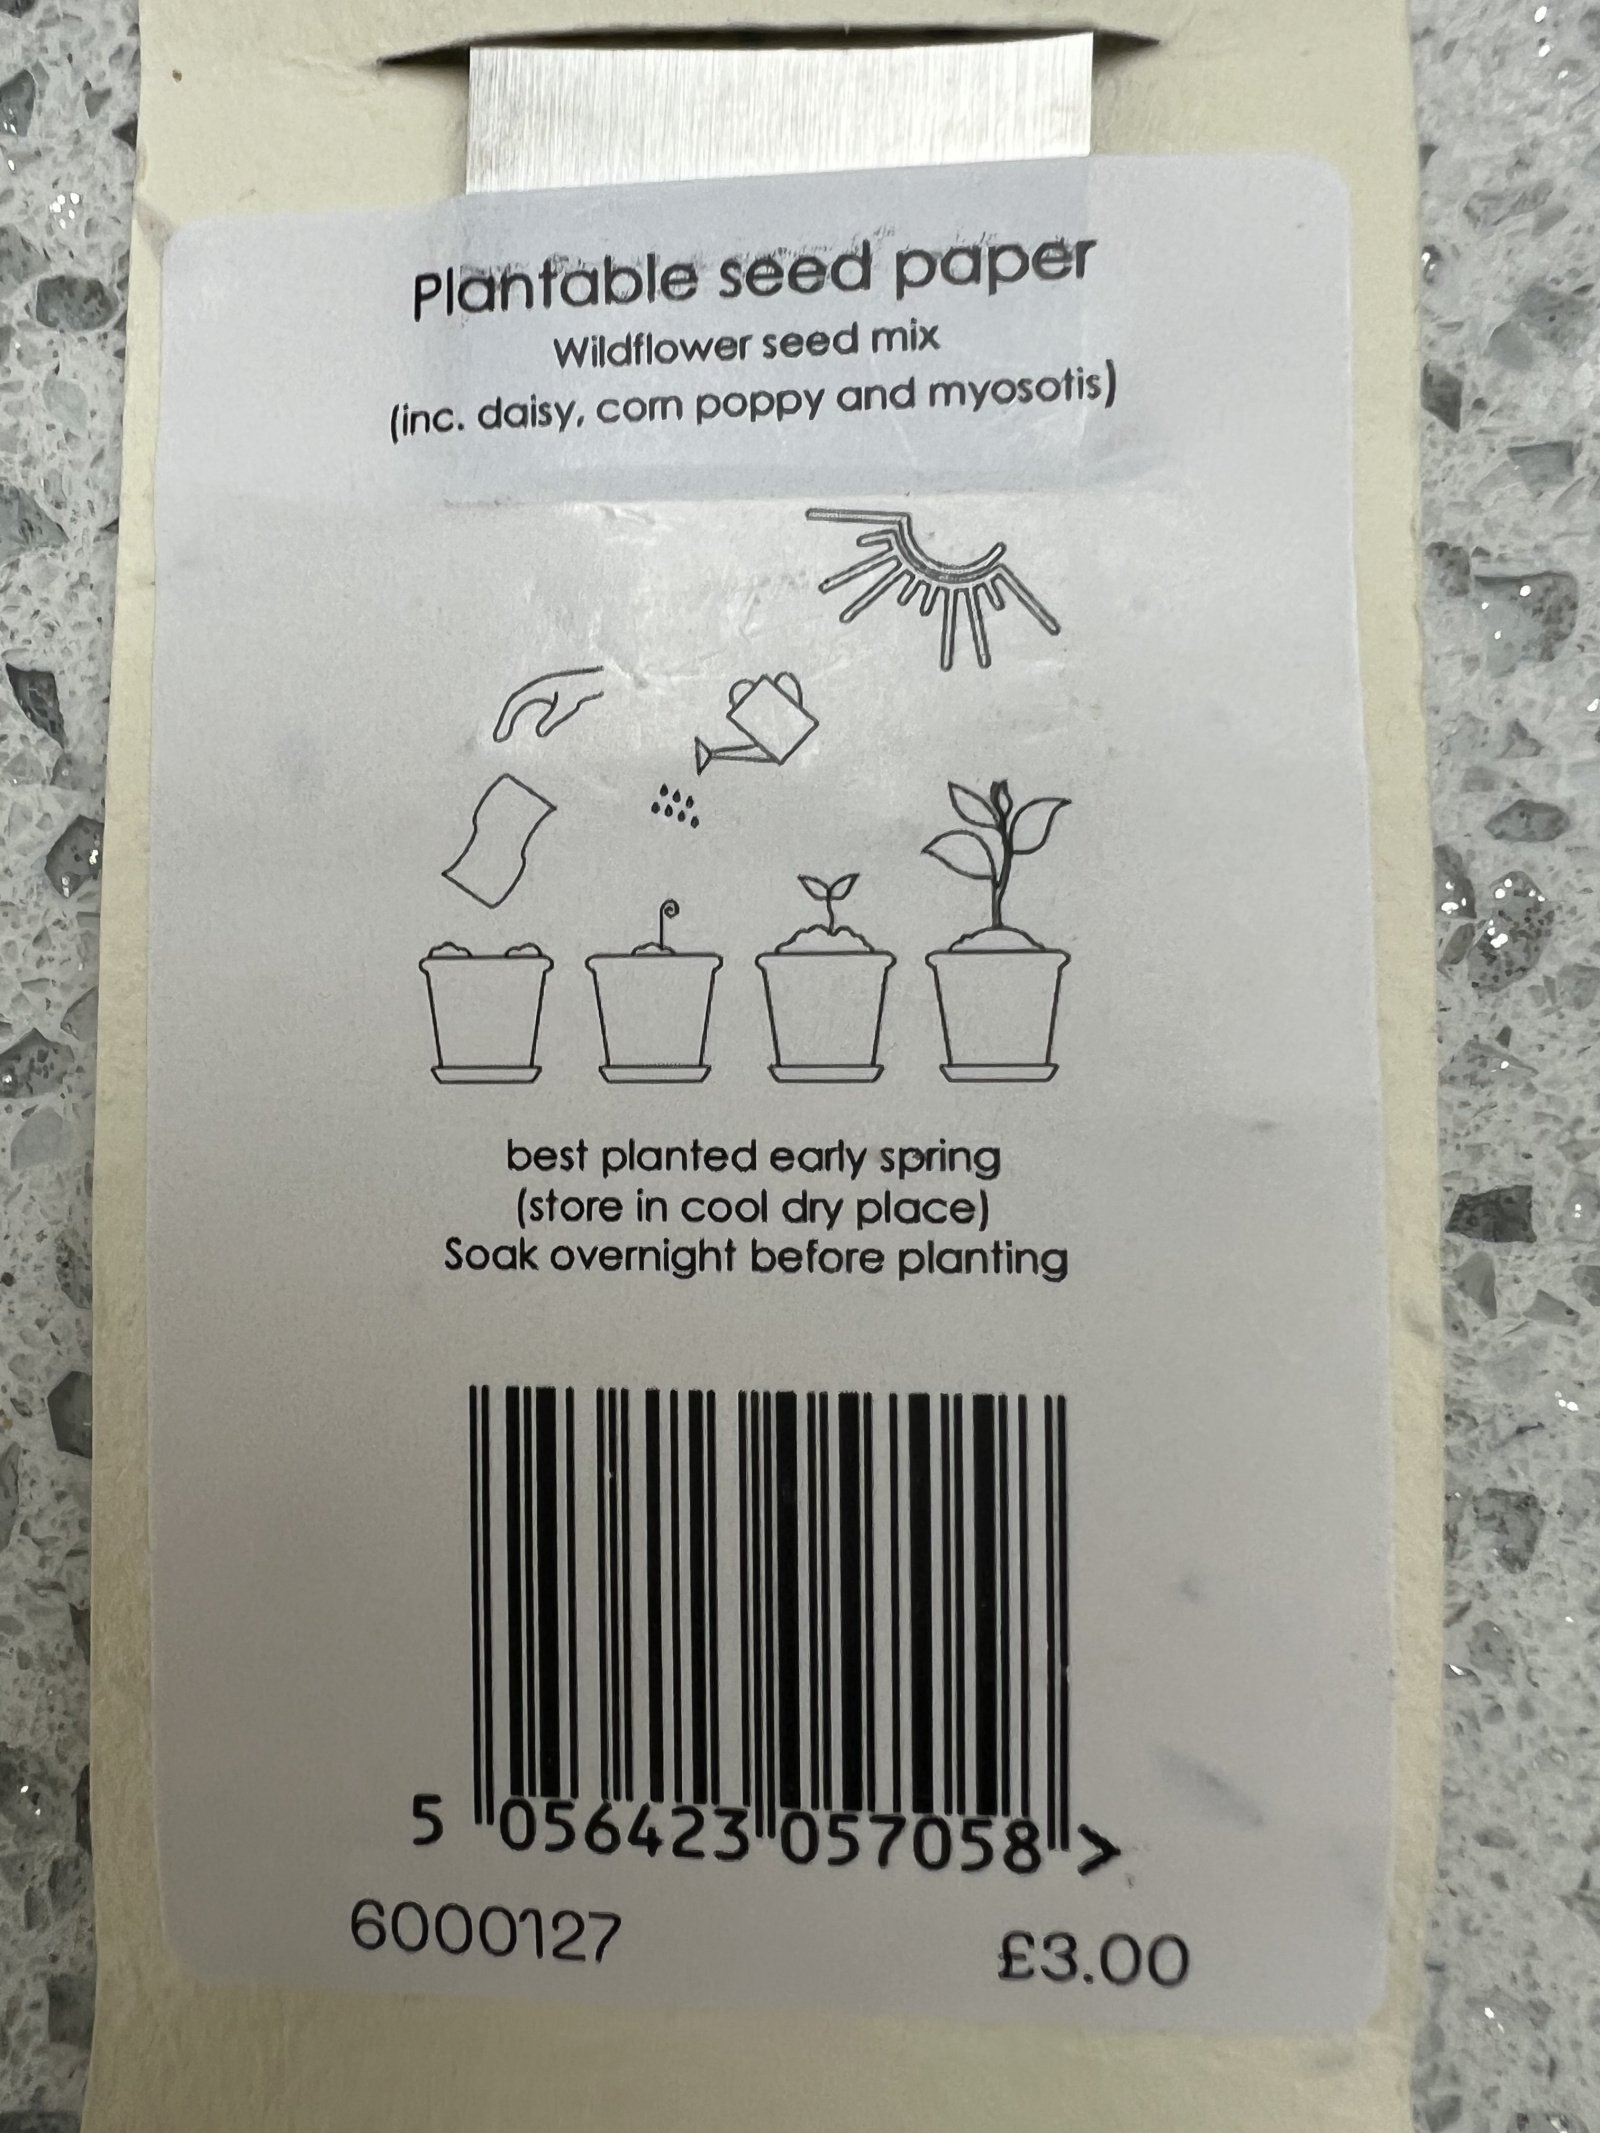 Plantable seed paper
Wildflower seed mix
(inc. daisy, corn poppy and myosotis)
best planted early spring
(store in cool dry place)
Soak overnight before planting
5 056423 057058 >
6000127
£3.00